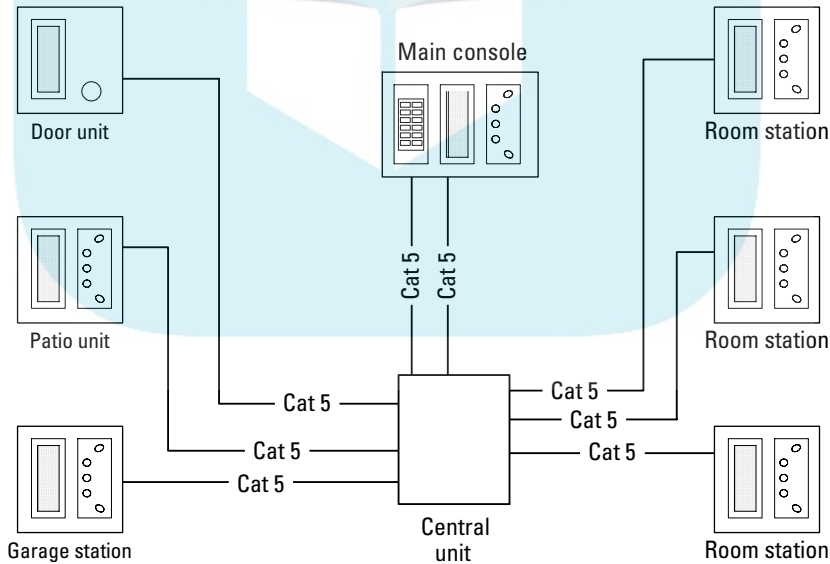 Main console
Door unit
Room station
Patio unit
Room station
Cat 5
Cat 5
Cat 5
Cat 5
Cat 5
Cat 5
Cat 5
Cat 5
Central
unit
Garage station
Room station